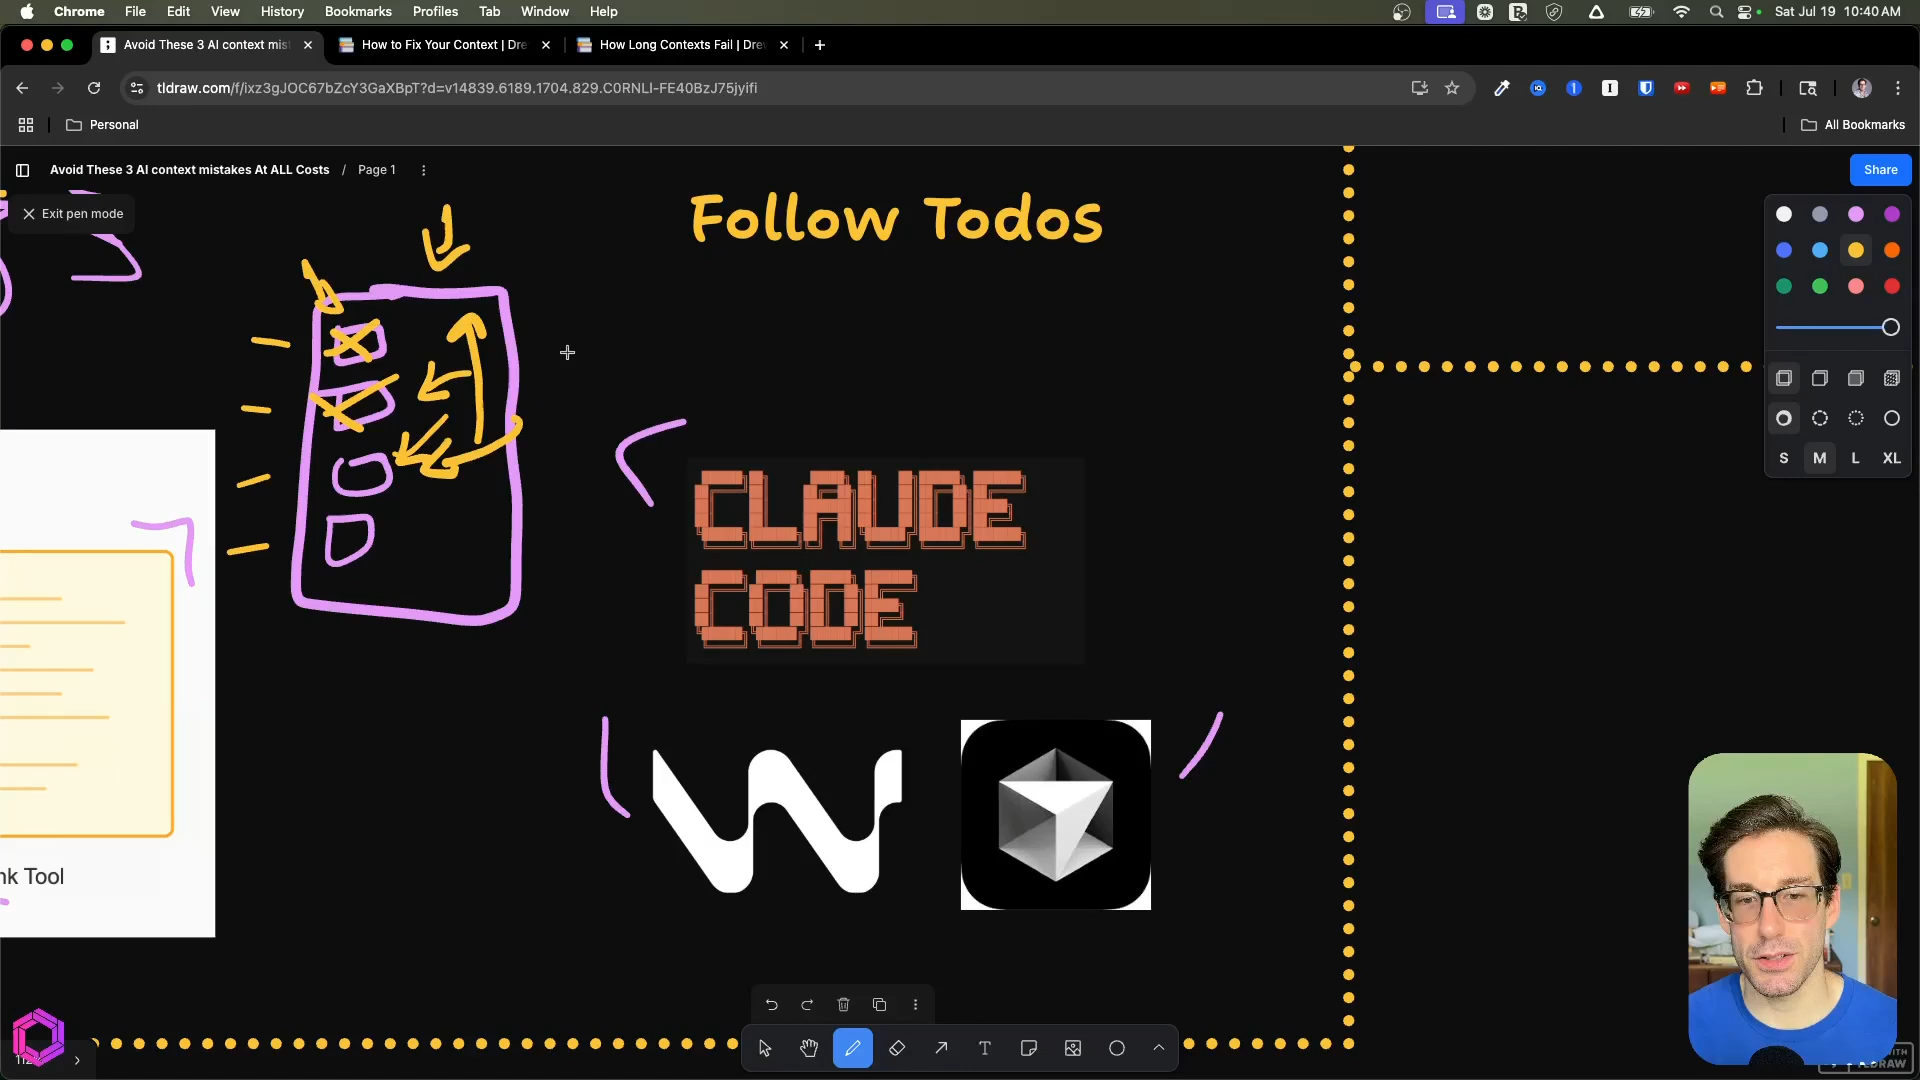 Chrome File Edit View History Bookmarks Profiles Tab Window Help
Sat Jul 19 10:40 AM
Avoid These 3 AI context mis
How to Fix Your Context | Dre
How Long Contexts Fail | Dre
tldraw.com/f/ixz3gJOC67bZcY3GaXBpT?d=v14839.6189.1704.829.C0RNLI-FE40BzJ75jyifi
Personal
All Bookmarks
Avoid These 3 AI context mistakes At ALL Costs / Page 1
Share
Exit pen mode
Follow Todos
S M L XL
CLAUDE
CODE
nk Tool